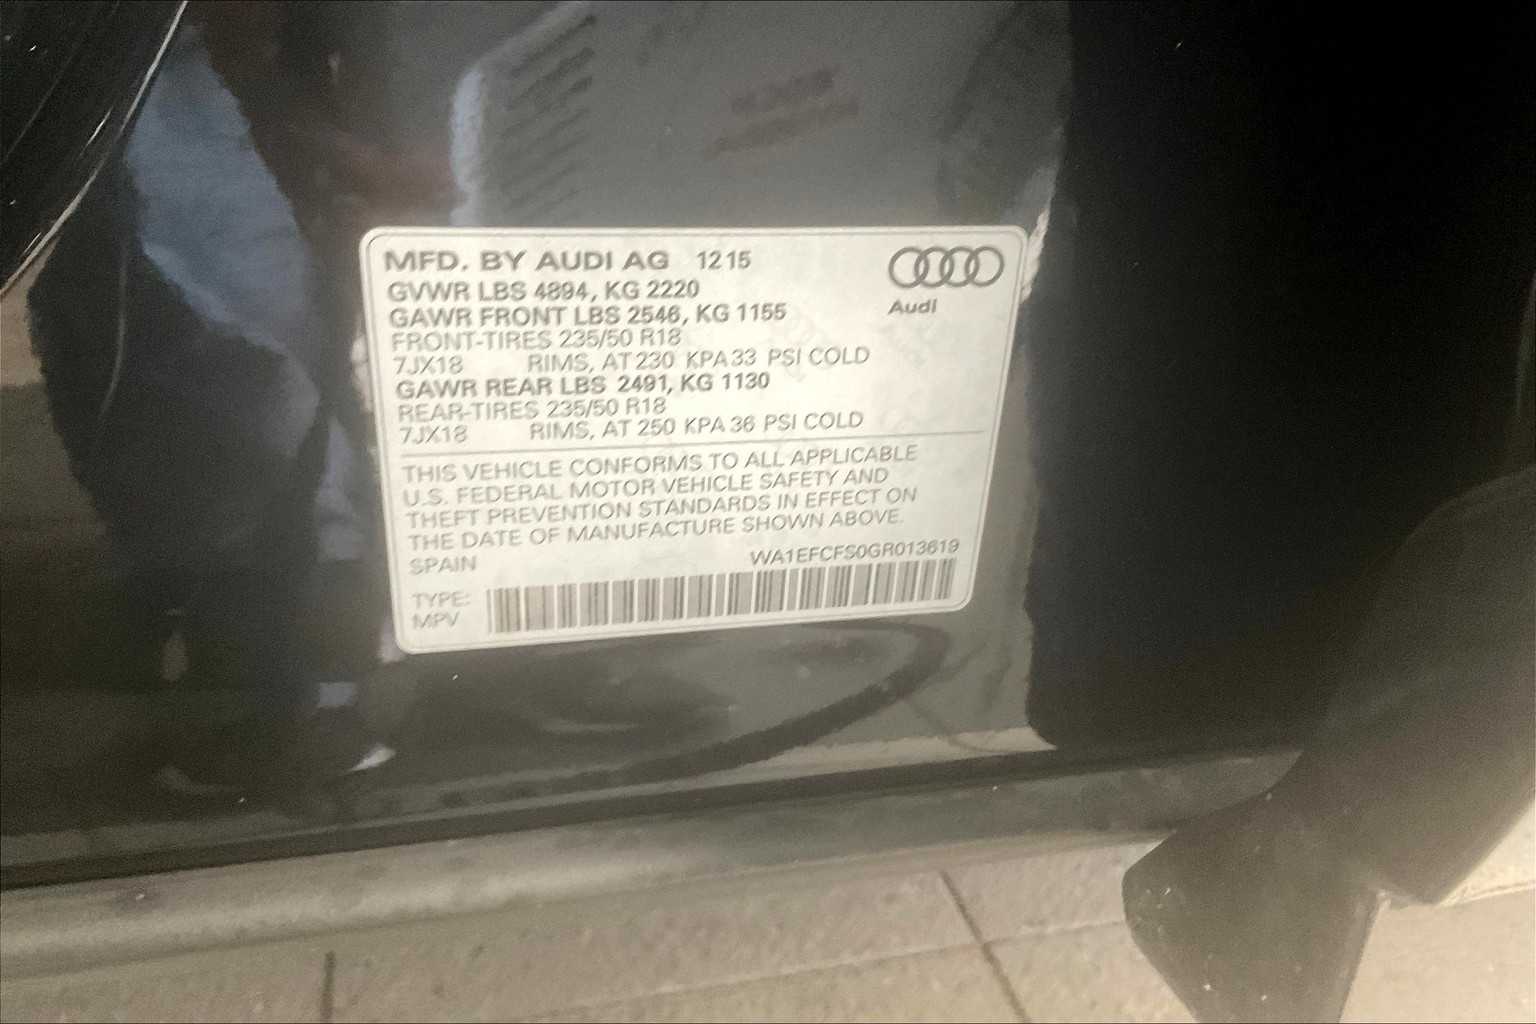 MFD. BY AUDI AG 1215
GVWR LBS 4894, KG 2220
GAWR FRONT LBS 2546, KG 1155
FRONT-TIRES 235/50 R18
7JX18 RIMS, AT 230 KPA 33 PSI COLD
GAWR REAR LBS 2491, KG 1130
REAR-TIRES 235/50 R18
7JX18 RIMS, AT 250 KPA 36 PSI COLD
Audi
THIS VEHICLE CONFORMS TO ALL APPLICABLE
U.S. FEDERAL MOTOR VEHICLE SAFETY AND
THEFT PREVENTION STANDARDS IN EFFECT ON
THE DATE OF MANUFACTURE SHOWN ABOVE.
SPAIN WA1EFCFS0GR013619
TYPE:
MPV